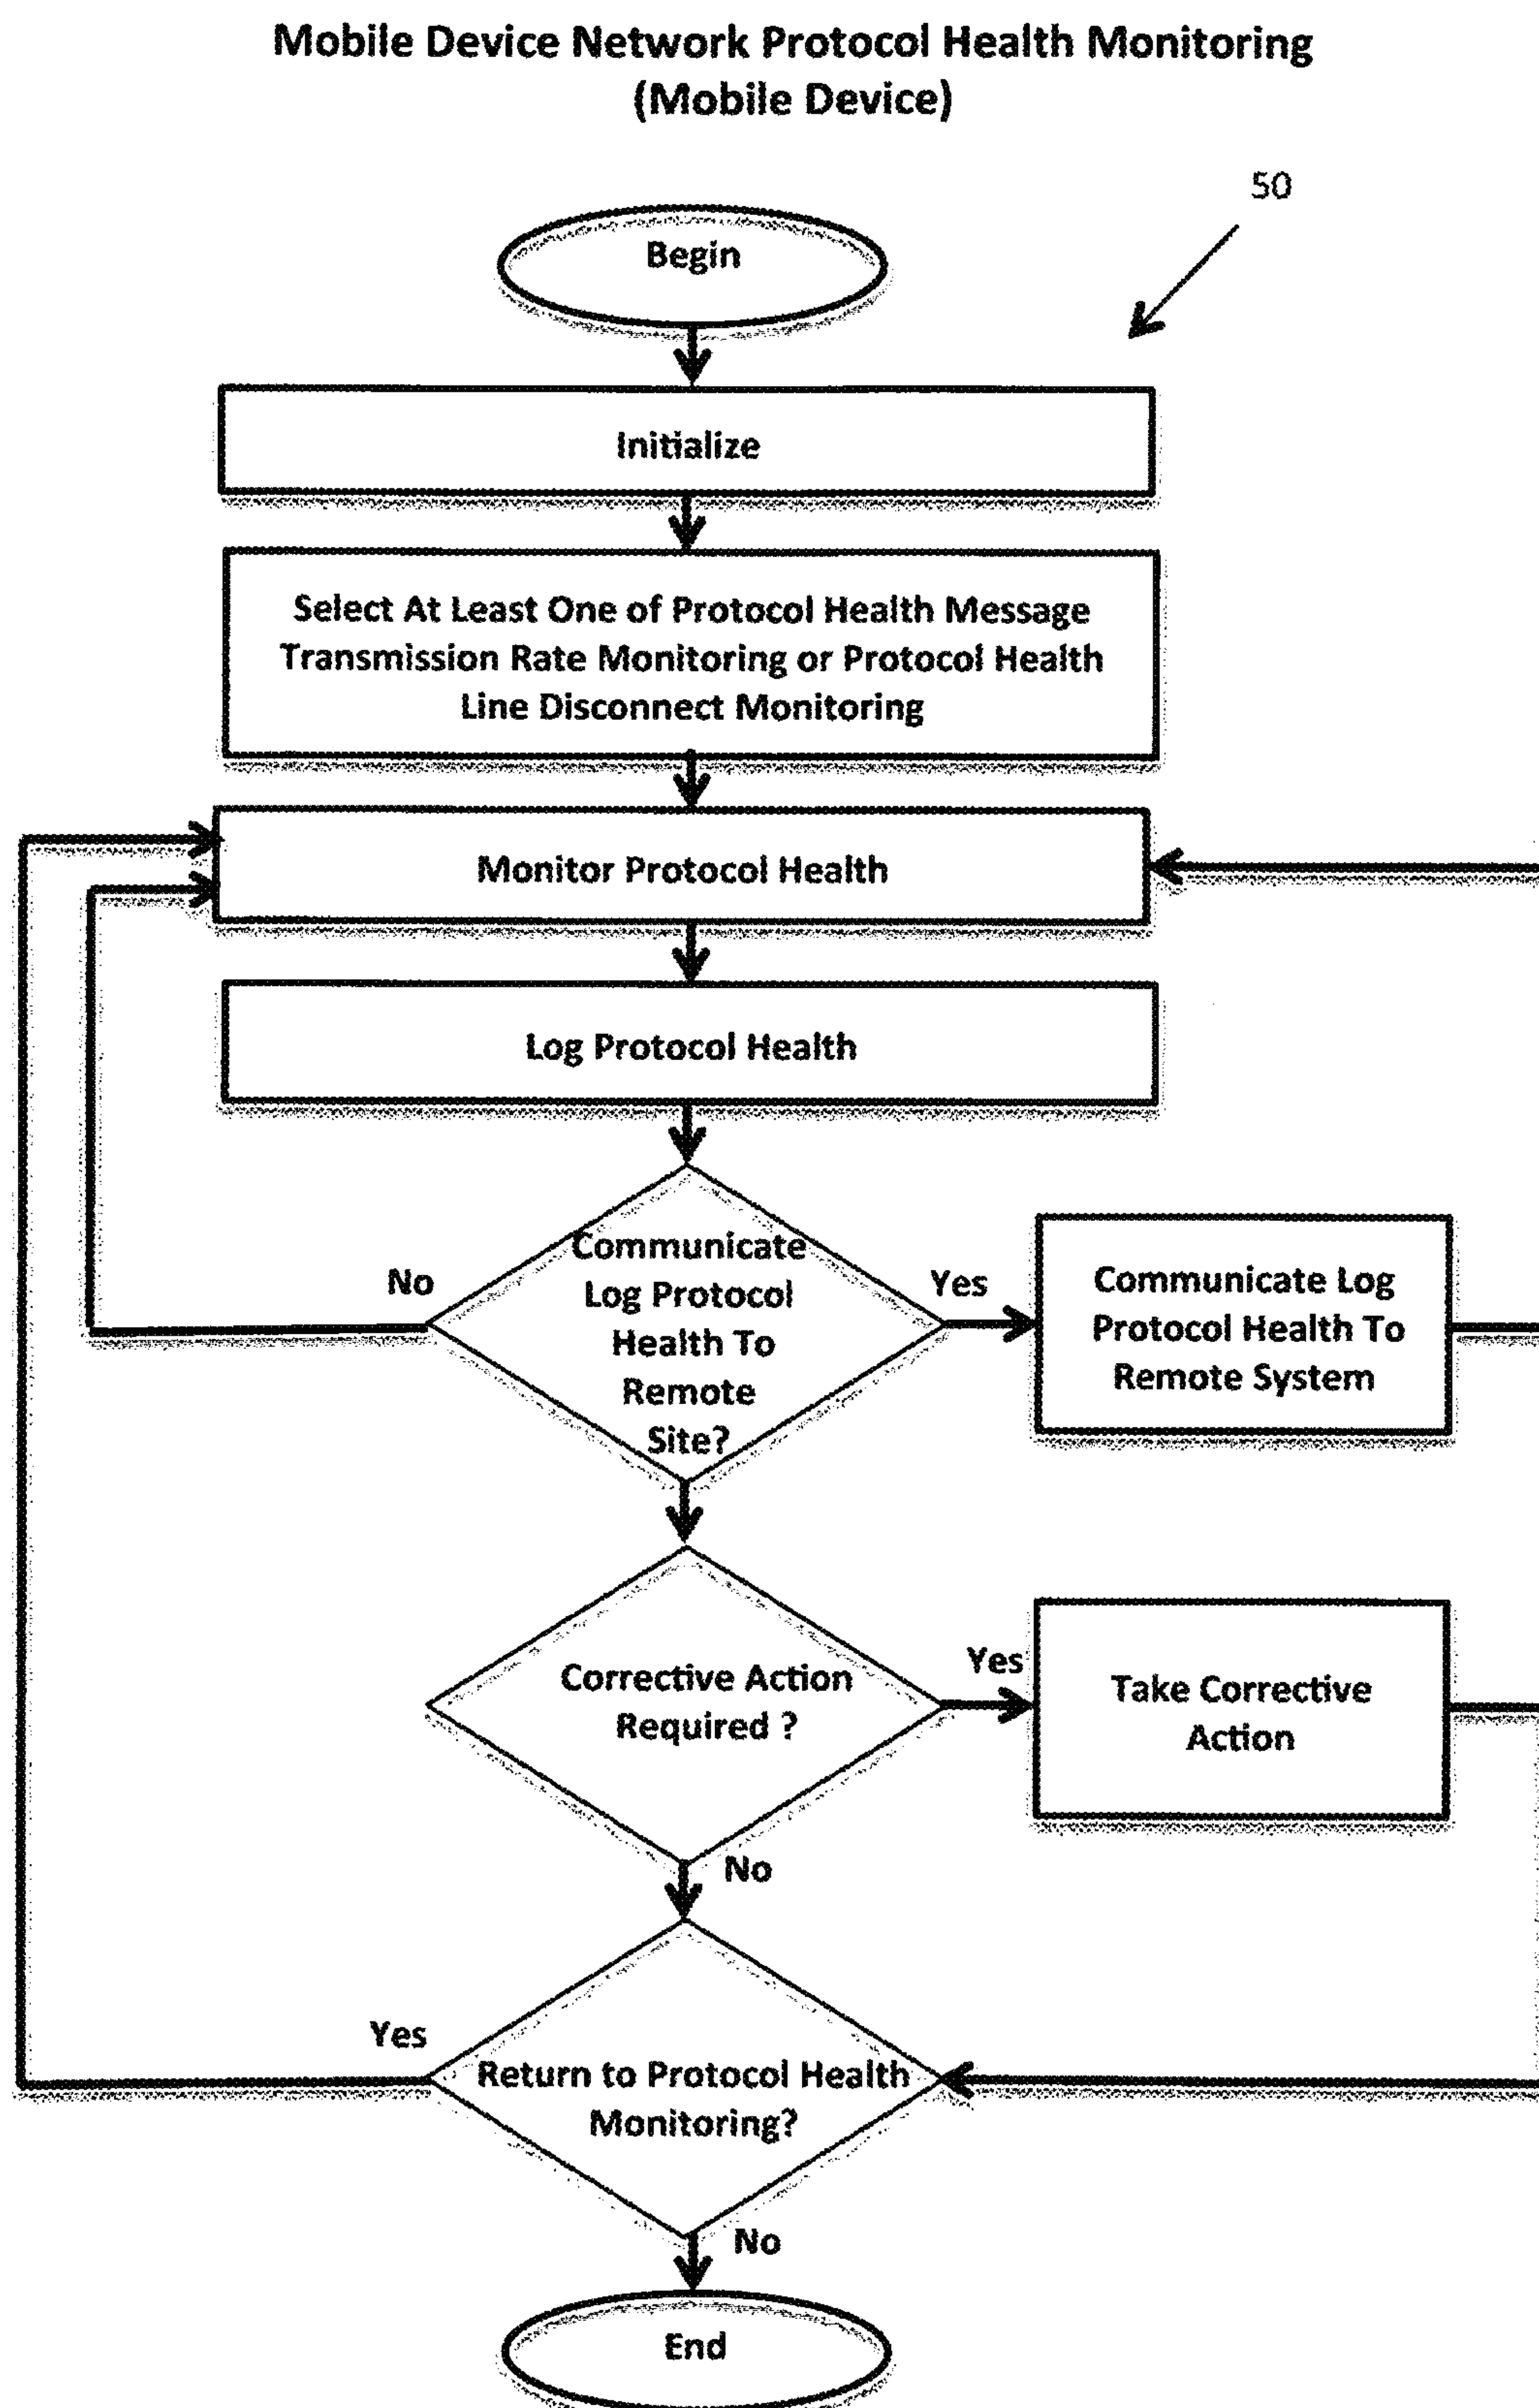 Mobile Device Network Protocol Health Monitoring
(Mobile Device)
50
Begin
Initialize
Select At Least One of Protocol Health Message
Transmission Rate Monitoring or Protocol Health
Line Disconnect Monitoring
Monitor Protocol Health
Log Protocol Health
Communicate
Log Protocol
Health To
Remote
Site?
No
Yes
Communicate Log
Protocol Health To
Remote System
Corrective Action
Required ?
Yes
Take Corrective
Action
No
Yes
Return to Protocol Health
Monitoring?
No
End